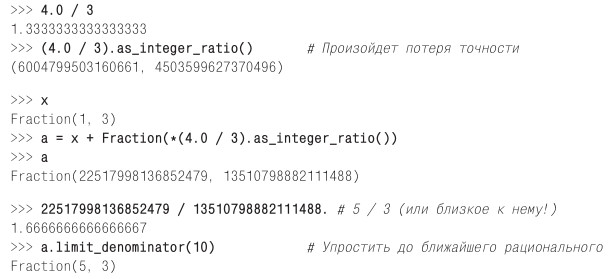 >>> 4.0 / 3
1.3333333333333333
>>> (4.0 / 3).as_integer_ratio() # Произойдет потеря точности
(6004799503160661, 4503599627370496)
>>> x
Fraction(1, 3)
>>> a = x + Fraction(*(4.0 / 3).as_integer_ratio())
>>> a
Fraction(22517998136852479, 13510798882111488)
>>> 22517998136852479 / 13510798882111488. # 5 / 3 (или близкое к нему!)
1.6666666666666667
>>> a.limit_denominator(10) # Упростить до ближайшего рационального
Fraction(5, 3)